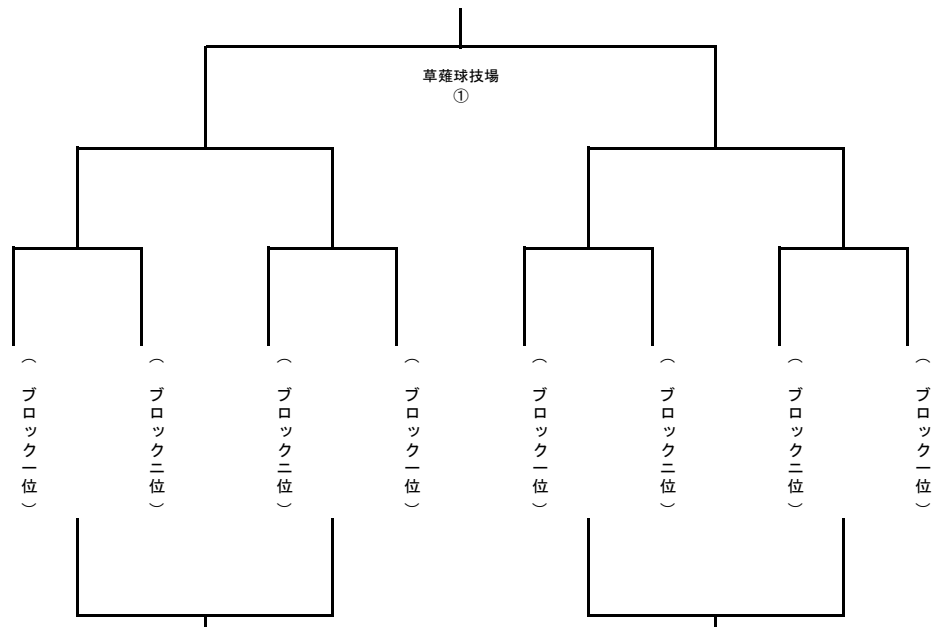 草薙球技場
①
（　ブロック一位）
（　ブロック二位）
（　ブロック二位）
（　ブロック一位）
（　ブロック一位）
（　ブロック二位）
（　ブロック二位）
（　ブロック一位）